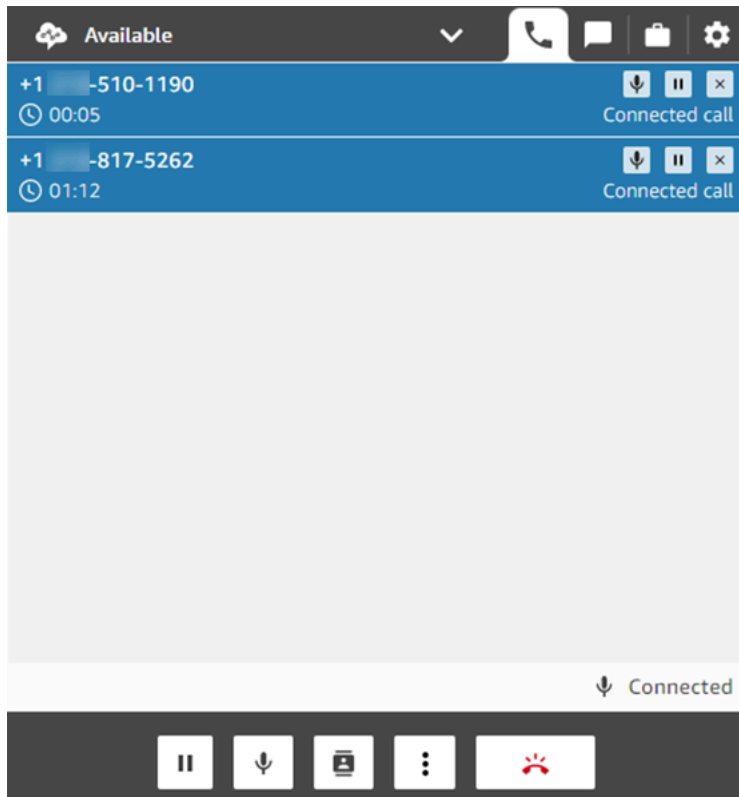 Available
+1 -510-1190
00:05
Connected call
+1 -817-5262
01:12
Connected call
Connected